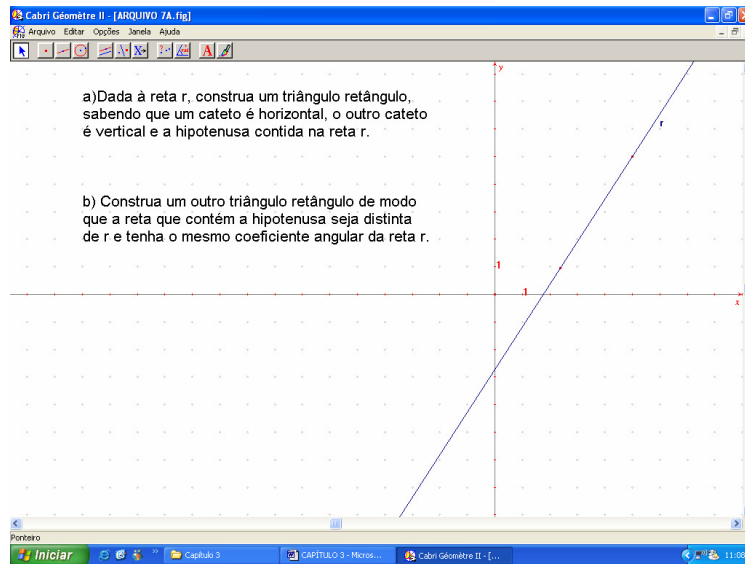 Cabri Géomètre II - [ARQUIVO 7A.fig]
Arquivo Editar Opções Janela Ajuda
a)Dada à reta r, construa um triângulo retângulo,
sabendo que um cateto é horizontal, o outro cateto
é vertical e a hipotenusa contida na reta r.
b) Construa um outro triângulo retângulo de modo
que a reta que contém a hipotenusa seja distinta
de r e tenha o mesmo coeficiente angular da reta r.
y
r
1
1
x
Ponteiro
Iniciar
Capítulo 3
CAPÍTULO 3 - Micros...
Cabri Géomètre II - [...
11:08